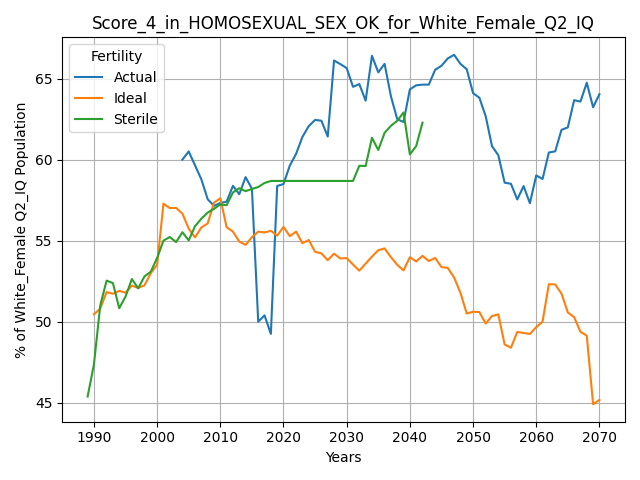 Score_4_in_HOMOSEXUAL_SEX_OK_for_White_Female_Q2_IQ
Fertility
Actual
Ideal
Sterile
% of White_Female Q2_IQ Population
65
60
55
50
45
1990 2000 2010 2020 2030 2040 2050 2060 2070
Years